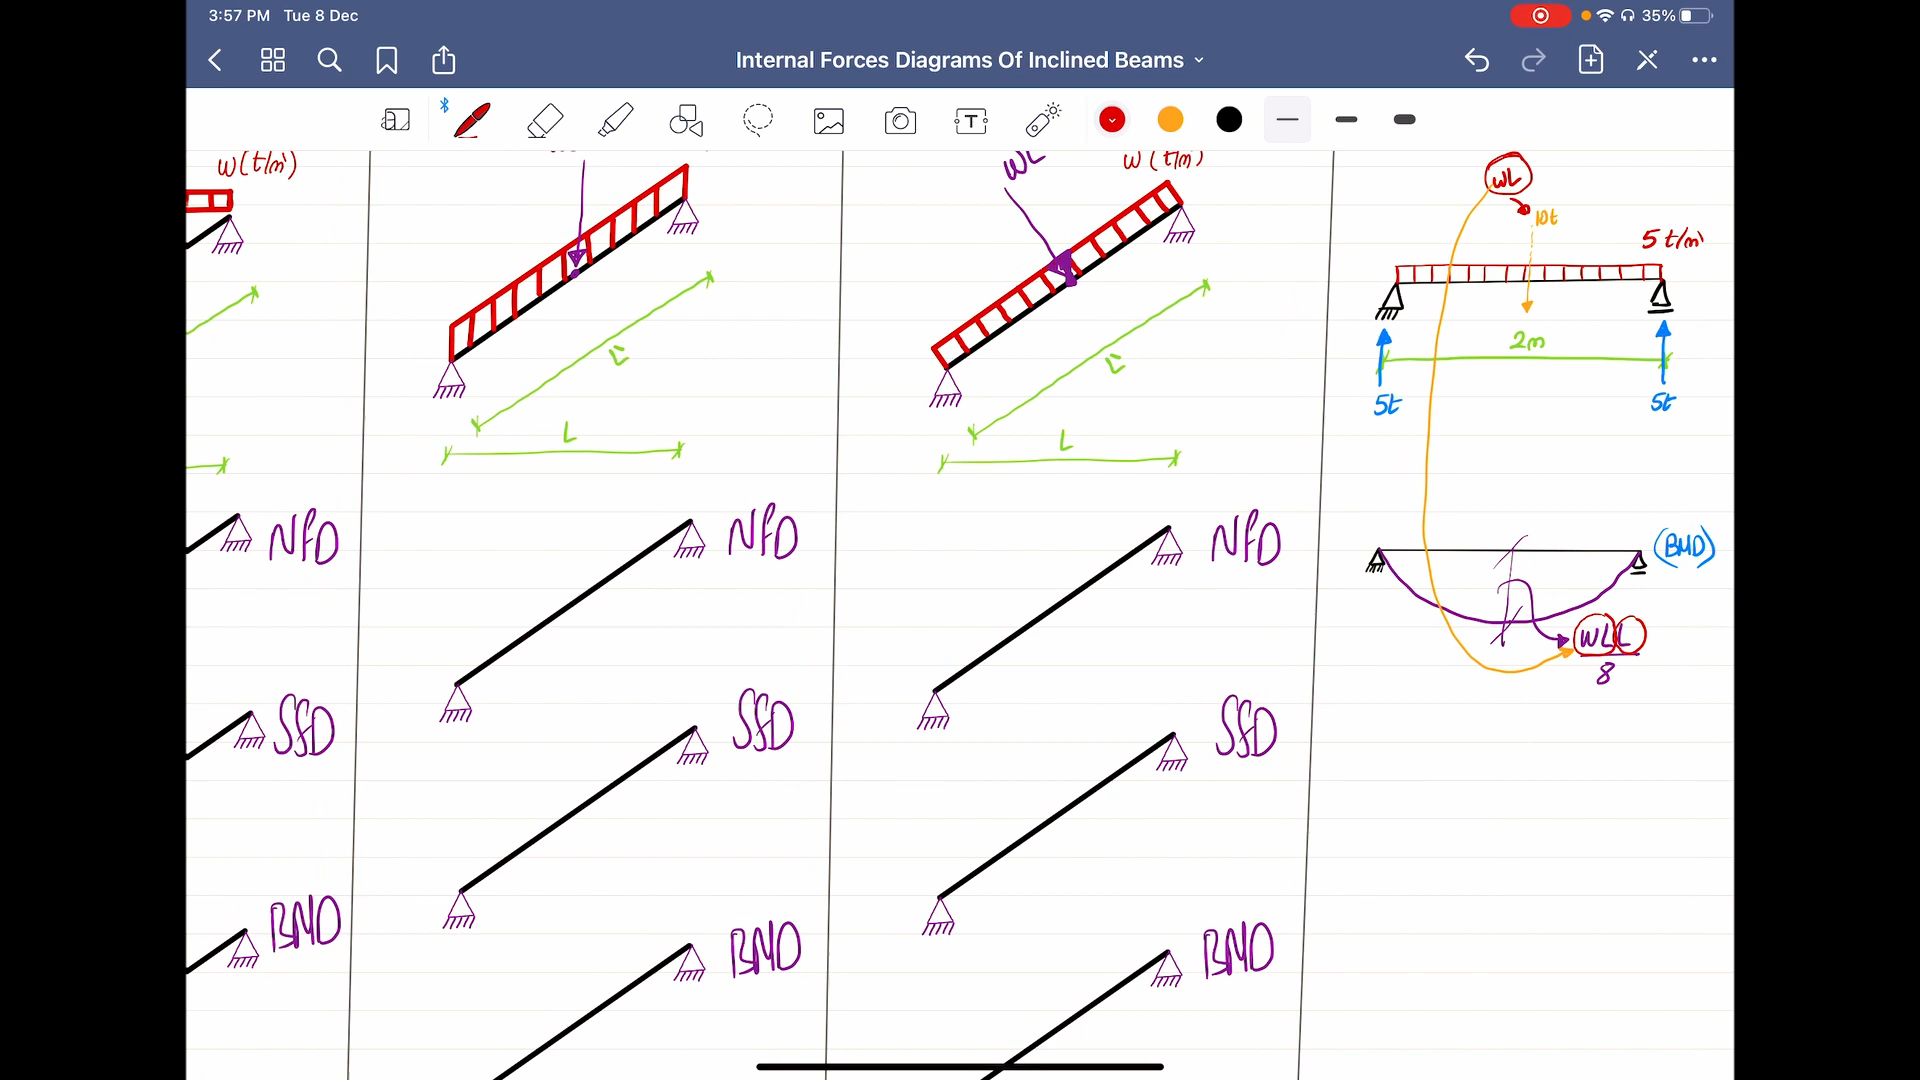 3:57 PM Tue 8 Dec
35%
Internal Forces Diagrams Of Inclined Beams
T
w(t/m')
WL
w(t/m')
WL
10t
5 t/m'
2m
5t
5t
L'
L
L'
L
NFD
NFD
NFD
(BMD)
WLL
8
SFD
SFD
SFD
BMD
BMD
BMD